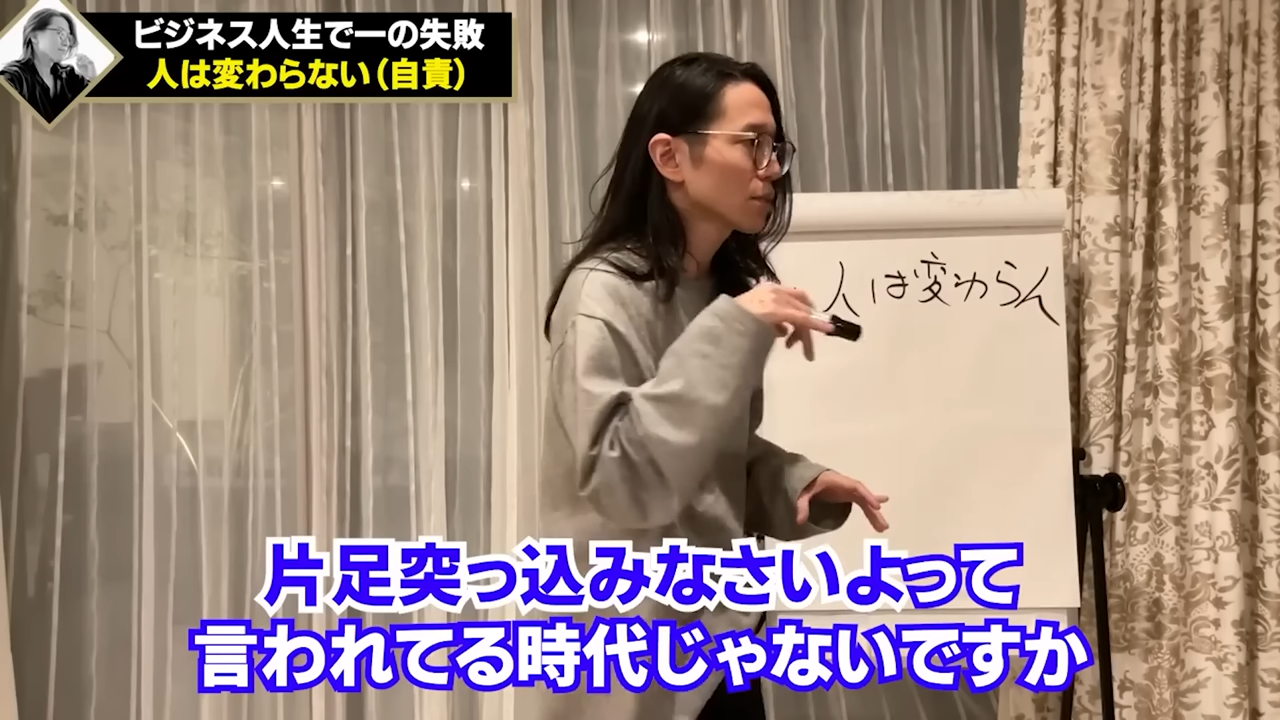 ビジネス人生で一の失敗
人は変わらない（自責）
人は変わらん
片足突っ込みなさいよって
言われてる時代じゃないですか